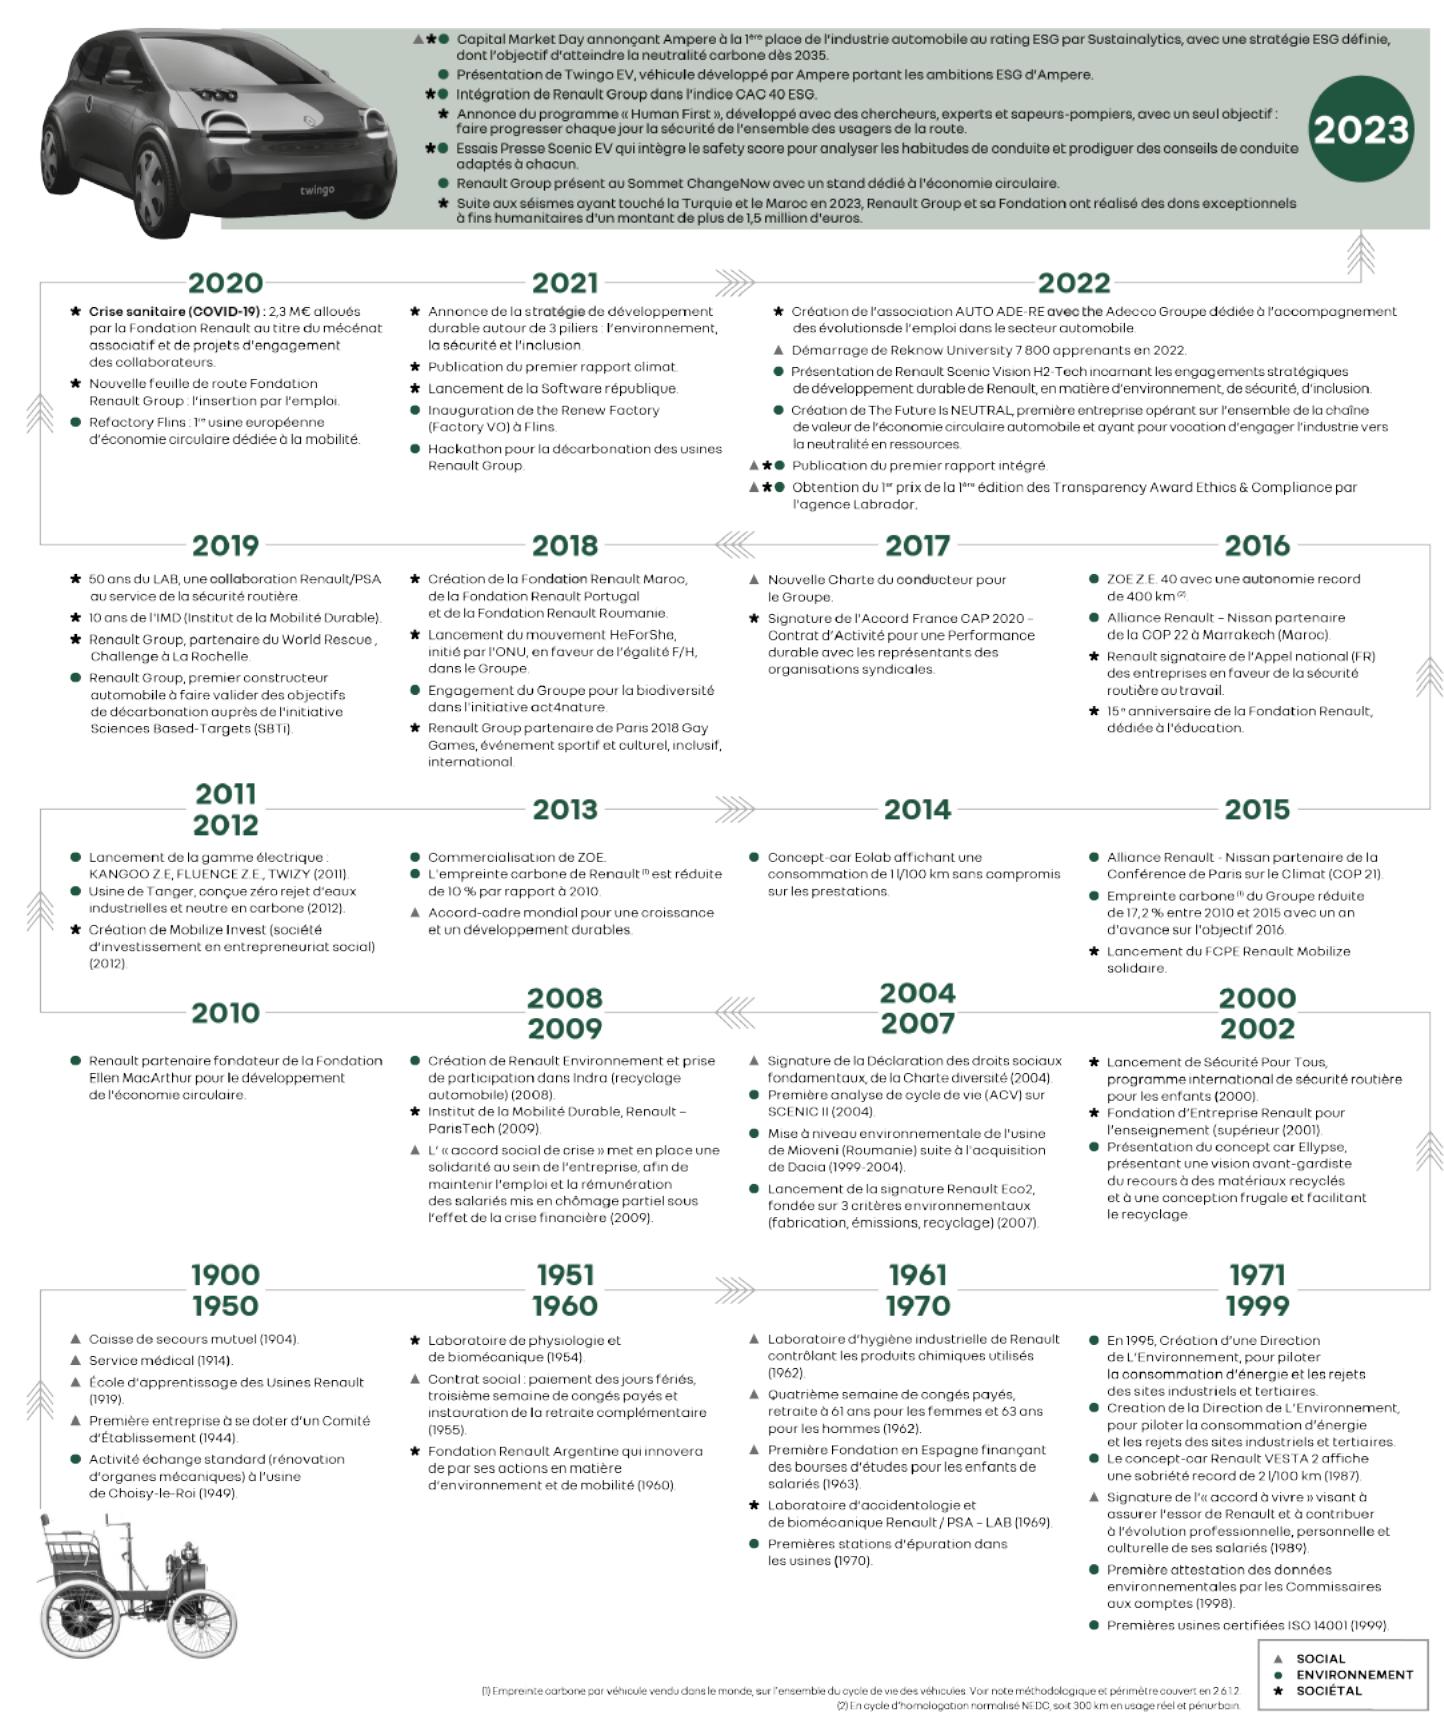 ▲★● Capital Market Day annonçant Ampere à la 1ère place de l'industrie automobile au rating ESG par Sustainalytics, avec une stratégie ESG définie,
dont l'objectif d'atteindre la neutralité carbone dès 2035.
● Présentation de Twingo EV, véhicule développé par Ampere portant les ambitions ESG d'Ampere.
★● Intégration de Renault Group dans l'indice CAC 40 ESG.
★ Annonce du programme « Human First », développé avec des chercheurs, experts et sapeurs-pompiers, avec un seul objectif :
faire progresser chaque jour la sécurité de l'ensemble des usagers de la route.
★● Essais Presse Scenic EV qui intègre le safety score pour analyser les habitudes de conduite et prodiguer des conseils de conduite
adaptés à chacun.
● Renault Group présent au Sommet ChangeNow avec un stand dédié à l'économie circulaire.
★ Suite aux séismes ayant touché la Turquie et le Maroc en 2023, Renault Group et sa Fondation ont réalisé des dons exceptionnels
à fins humanitaires d'un montant de plus de 1,5 million d'euros.
2023
twingo
2020
★ Crise sanitaire (COVID-19) : 2,3 M€ alloués
par la Fondation Renault au titre du mécénat
associatif et de projets d'engagement
des collaborateurs.
★ Nouvelle feuille de route Fondation
Renault Group : l'insertion par l'emploi.
● Refactory Flins : 1re usine européenne
d'économie circulaire dédiée à la mobilité.
2021
★ Annonce de la stratégie de développement
durable autour de 3 piliers : l'environnement,
la sécurité et l'inclusion.
★ Publication du premier rapport climat.
★ Lancement de la Software république.
● Inauguration de the Renew Factory
(Factory VO) à Flins.
● Hackathon pour la décarbonation des usines
Renault Group.
2022
★ Création de l'association AUTO ADE-RE avec the Adecco Groupe dédiée à l'accompagnement
des évolutionsde l'emploi dans le secteur automobile.
▲ Démarrage de Reknow University 7 800 apprenants en 2022.
● Présentation de Renault Scenic Vision H2-Tech incarnant les engagements stratégiques
de développement durable de Renault, en matière d'environnement, de sécurité, d'inclusion.
● Création de The Future Is NEUTRAL, première entreprise opérant sur l'ensemble de la chaîne
de valeur de l'économie circulaire automobile et ayant pour vocation d'engager l'industrie vers
la neutralité en ressources.
▲★● Publication du premier rapport intégré.
▲★● Obtention du 1er prix de la 1ère édition des Transparency Award Ethics & Compliance par
l'agence Labrador.
2019
★ 50 ans du LAB, une collaboration Renault/PSA
au service de la sécurité routière.
★ 10 ans de l'IMD (Institut de la Mobilité Durable).
★ Renault Group, partenaire du World Rescue ,
Challenge à La Rochelle.
● Renault Group, premier constructeur
automobile à faire valider des objectifs
de décarbonation auprès de l'initiative
Sciences Based-Targets (SBTi).
2018
★ Création de la Fondation Renault Maroc,
de la Fondation Renault Portugal
et de la Fondation Renault Roumanie.
★ Lancement du mouvement HeForShe,
initié par l'ONU, en faveur de l'égalité F/H,
dans le Groupe.
● Engagement du Groupe pour la biodiversité
dans l'initiative act4nature.
★ Renault Group partenaire de Paris 2018 Gay
Games, événement sportif et culturel, inclusif,
international.
2017
▲ Nouvelle Charte du conducteur pour
le Groupe.
★ Signature de l'Accord France CAP 2020 –
Contrat d'Activité pour une Performance
durable avec les représentants des
organisations syndicales.
2016
● ZOE Z.E. 40 avec une autonomie record
de 400 km (2).
● Alliance Renault – Nissan partenaire
de la COP 22 à Marrakech (Maroc).
★ Renault signataire de l'Appel national (FR)
des entreprises en faveur de la sécurité
routière au travail.
★ 15e anniversaire de la Fondation Renault,
dédiée à l'éducation.
2011
2012
● Lancement de la gamme électrique :
KANGOO Z.E, FLUENCE Z.E., TWIZY (2011).
● Usine de Tanger, conçue zéro rejet d'eaux
industrielles et neutre en carbone (2012).
★ Création de Mobilize Invest (société
d'investissement en entrepreneuriat social)
(2012).
2013
● Commercialisation de ZOE.
● L'empreinte carbone de Renault (1) est réduite
de 10 % par rapport à 2010.
▲ Accord-cadre mondial pour une croissance
et un développement durables.
2014
● Concept-car Eolab affichant une
consommation de 1 l/100 km sans compromis
sur les prestations.
2015
● Alliance Renault - Nissan partenaire de la
Conférence de Paris sur le Climat (COP 21).
● Empreinte carbone (1) du Groupe réduite
de 17,2 % entre 2010 et 2015 avec un an
d'avance sur l'objectif 2016.
★ Lancement du FCPE Renault Mobilize
solidaire.
2010
● Renault partenaire fondateur de la Fondation
Ellen MacArthur pour le développement
de l'économie circulaire.
2008
2009
● Création de Renault Environnement et prise
de participation dans Indra (recyclage
automobile) (2008).
★ Institut de la Mobilité Durable, Renault –
ParisTech (2009).
▲ L' « accord social de crise » met en place une
solidarité au sein de l'entreprise, afin de
maintenir l'emploi et la rémunération
des salariés mis en chômage partiel sous
l'effet de la crise financière (2009).
2004
2007
▲ Signature de la Déclaration des droits sociaux
fondamentaux, de la Charte diversité (2004).
● Première analyse de cycle de vie (ACV) sur
SCENIC II (2004).
● Mise à niveau environnementale de l'usine
de Mioveni (Roumanie) suite à l'acquisition
de Dacia (1999-2004).
● Lancement de la signature Renault Eco2,
fondée sur 3 critères environnementaux
(fabrication, émissions, recyclage) (2007).
2000
2002
★ Lancement de Sécurité Pour Tous,
programme international de sécurité routière
pour les enfants (2000).
★ Fondation d'Entreprise Renault pour
l'enseignement (supérieur (2001).
● Présentation du concept car Ellypse,
présentant une vision avant-gardiste
du recours à des matériaux recyclés
et à une conception frugale et facilitant
le recyclage.
1900
1950
▲ Caisse de secours mutuel (1904).
▲ Service médical (1914).
▲ École d'apprentissage des Usines Renault
(1919).
▲ Première entreprise à se doter d'un Comité
d'Établissement (1944).
● Activité échange standard (rénovation
d'organes mécaniques) à l'usine
de Choisy-le-Roi (1949).
1951
1960
★ Laboratoire de physiologie et
de biomécanique (1954).
▲ Contrat social : paiement des jours fériés,
troisième semaine de congés payés et
instauration de la retraite complémentaire
(1955).
★ Fondation Renault Argentine qui innovera
de par ses actions en matière
d'environnement et de mobilité (1960).
1961
1970
▲ Laboratoire d'hygiène industrielle de Renault
contrôlant les produits chimiques utilisés
(1962).
▲ Quatrième semaine de congés payés,
retraite à 61 ans pour les femmes et 63 ans
pour les hommes (1962).
▲ Première Fondation en Espagne finançant
des bourses d'études pour les enfants de
salariés (1963).
★ Laboratoire d'accidentologie et
de biomécanique Renault / PSA – LAB (1969).
● Premières stations d'épuration dans
les usines (1970).
1971
1999
● En 1995, Création d'une Direction
de L'Environnement, pour piloter
la consommation d'énergie et les rejets
des sites industriels et tertiaires.
● Creation de la Direction de L'Environnement,
pour piloter la consommation d'énergie
et les rejets des sites industriels et tertiaires.
● Le concept-car Renault VESTA 2 affiche
une sobriété record de 2 l/100 km (1987).
▲ Signature de l'« accord à vivre » visant à
assurer l'essor de Renault et à contribuer
à l'évolution professionnelle, personnelle et
culturelle de ses salariés (1989).
● Première attestation des données
environnementales par les Commissaires
aux comptes (1998).
● Premières usines certifiées ISO 14001 (1999).
▲ SOCIAL
● ENVIRONNEMENT
★ SOCIÉTAL
(1) Empreinte carbone par véhicule vendu dans le monde, sur l'ensemble du cycle de vie des véhicules. Voir note méthodologique et périmètre couvert en 2.6.1.2.
(2) En cycle d'homologation normalisé NEDC, soit 300 km en usage réel et périurbain.